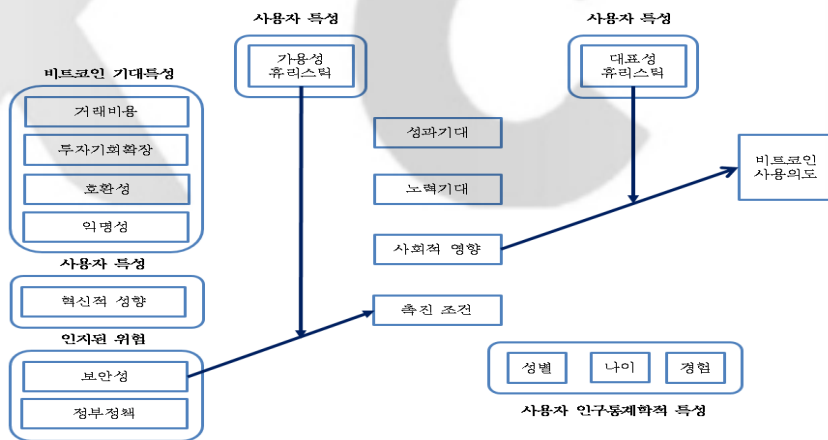 사용자 특성
사용자 특성
가용성
휴리스틱
대표성
휴리스틱
비트코인 기대특성
거래비용
투자기회확장
호환성
익명성
성과기대
노력기대
사회적 영향
촉진 조건
비트코인
사용의도
사용자 특성
혁신적 성향
인지된 위험
보안성
정부정책
성별
나이
경험
사용자 인구통계학적 특성